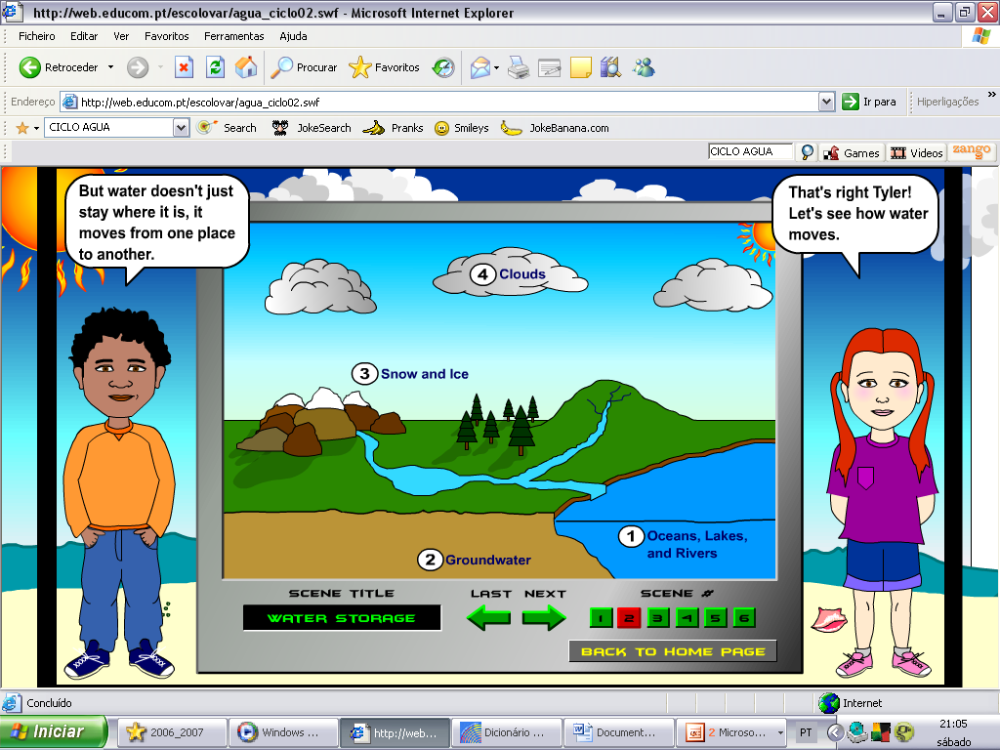 http://web.educom.pt/escolovar/agua_ciclo02.swf - Microsoft Internet Explorer
Ficheiro Editar Ver Favoritos Ferramentas Ajuda
Retroceder Procurar Favoritos
Endereço http://web.educom.pt/escolovar/agua_ciclo02.swf Ir para Hiperligações »
CICLO AGUA Search JokeSearch Pranks Smileys JokeBanana.com
CICLO AGUA Games Videos zango
But water doesn't just
stay where it is, it
moves from one place
to another.
That's right Tyler!
Let's see how water
moves.
4 Clouds
3 Snow and Ice
1 Oceans, Lakes,
and Rivers
2 Groundwater
SCENE TITLE LAST NEXT SCENE #
WATER STORAGE 1 2 3 4 5 6
BACK TO HOME PAGE
Concluído Internet
Iniciar 2006_2007 Windows ... http://web... Dicionário ... Document... 2 Microso... PT 21:05
sábado